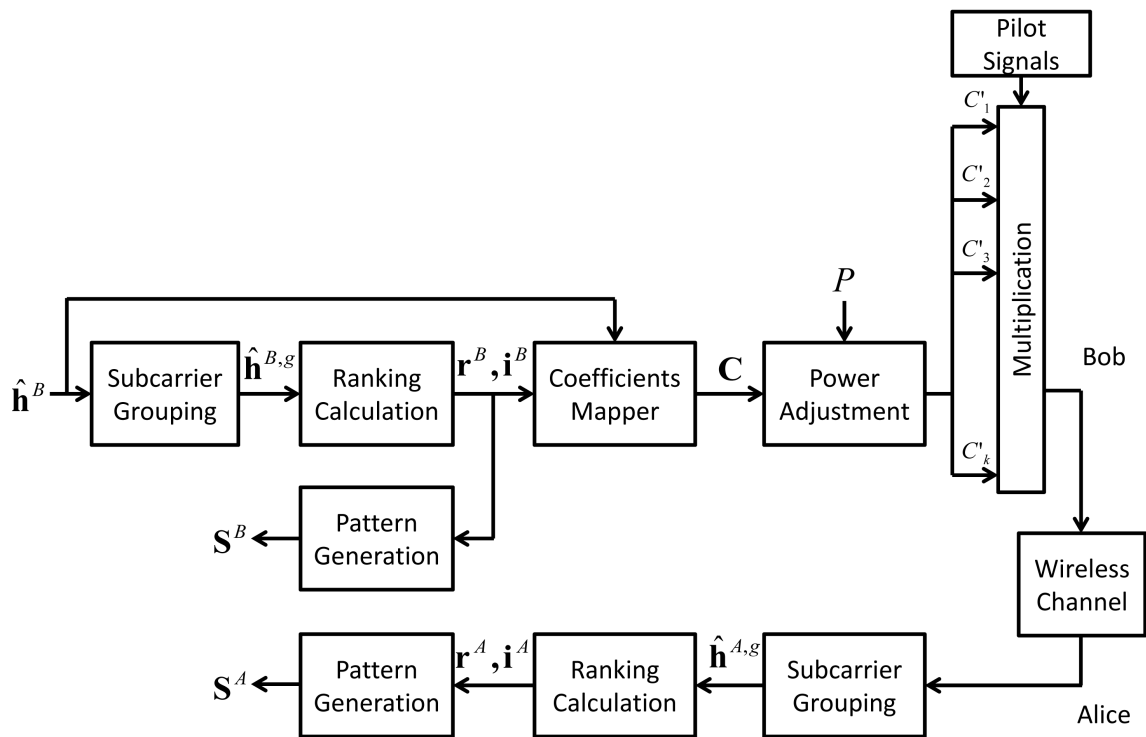 Pilot
Signals
C'₁
C'₂
C'₃
C'ₖ
Multiplication
P
ĥᴮ
Subcarrier
Grouping
ĥᴮ,ᵍ
Ranking
Calculation
rᴮ, iᴮ
Coefficients
Mapper
C
Power
Adjustment
Bob
Sᴮ
Pattern
Generation
Wireless
Channel
Sᴬ
Pattern
Generation
rᴬ, iᴬ
Ranking
Calculation
ĥᴬ,ᵍ
Subcarrier
Grouping
Alice